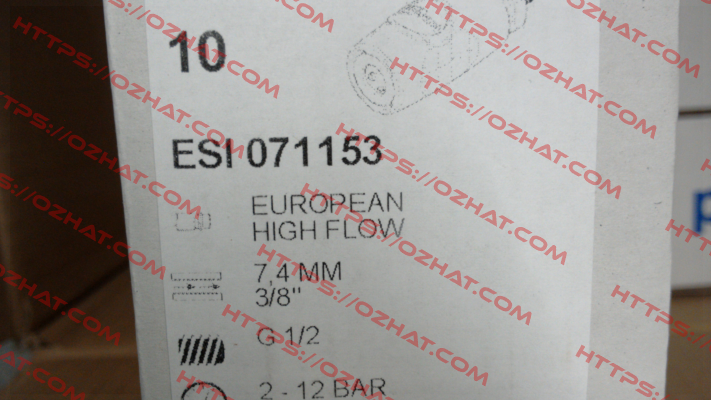 10
ESI 071153
EUROPEAN
HIGH FLOW
7,4 MM
3/8"
G 1/2
2 - 12 BAR
HTTPS://OZHAT.COM